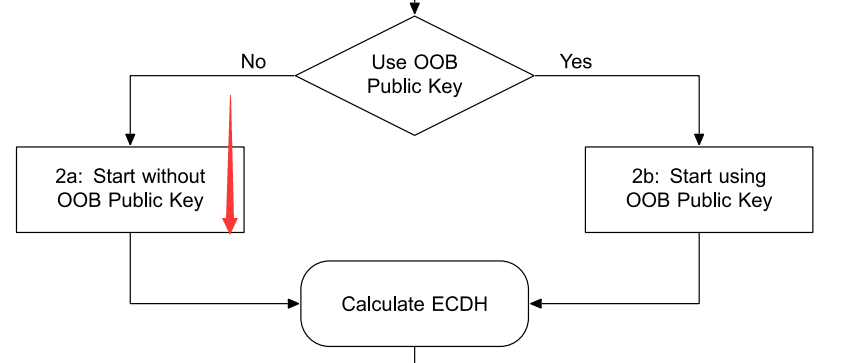 No
Use OOB
Public Key
Yes
2a: Start without
OOB Public Key
2b: Start using
OOB Public Key
Calculate ECDH